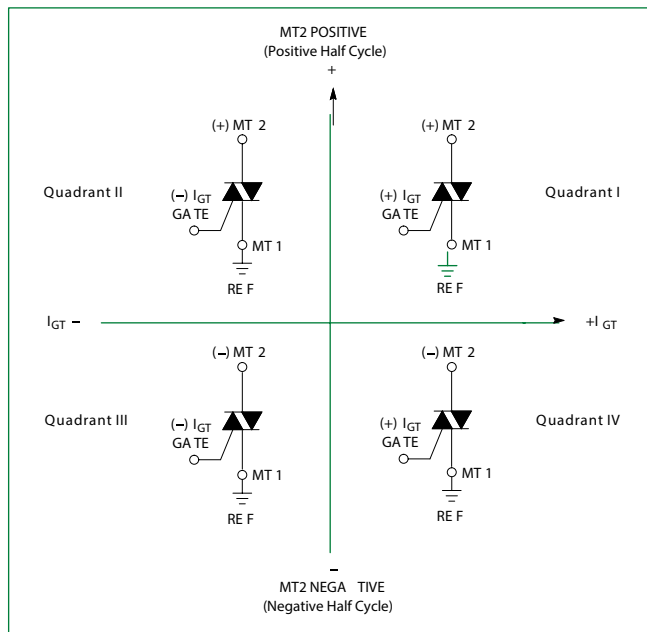 MT2 POSITIVE
(Positive Half Cycle)
+
(+) MT 2
(+) MT 2
Quadrant II
(−) IGT
GA TE
(+) IGT
GA TE
Quadrant I
MT 1
MT 1
RE F
RE F
IGT −
+I GT
(−) MT 2
(−) MT 2
Quadrant III
(−) IGT
GA TE
(+) IGT
GA TE
Quadrant IV
MT 1
MT 1
RE F
RE F
−
MT2 NEGA TIVE
(Negative Half Cycle)